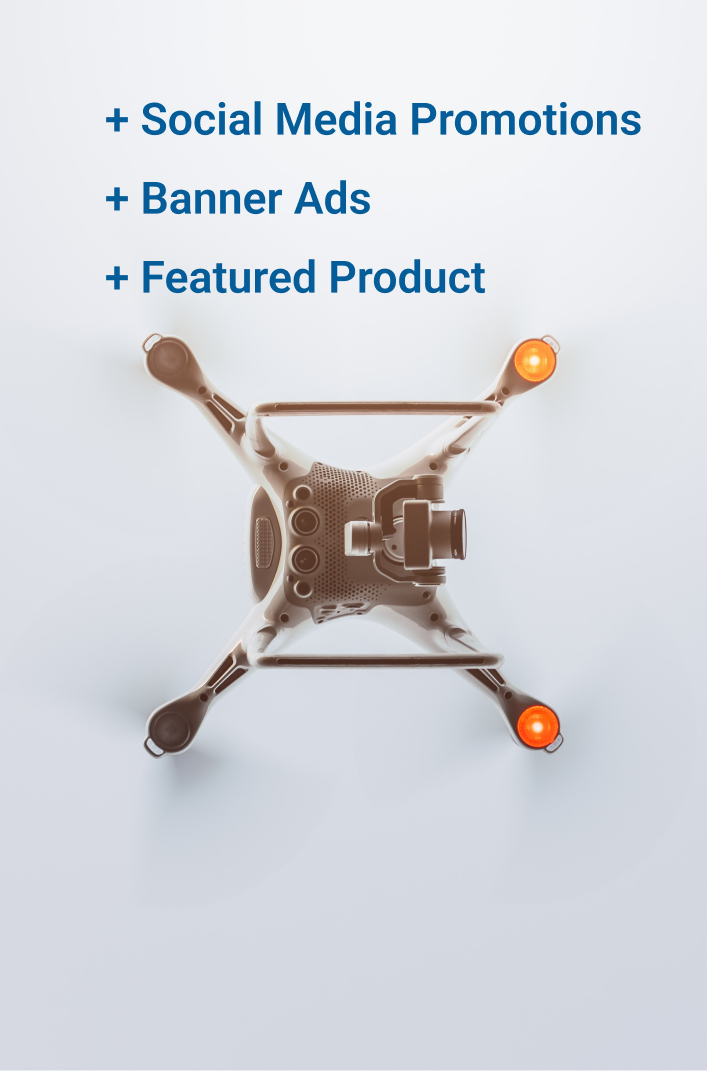 + Social Media Promotions
+ Banner Ads
+ Featured Product